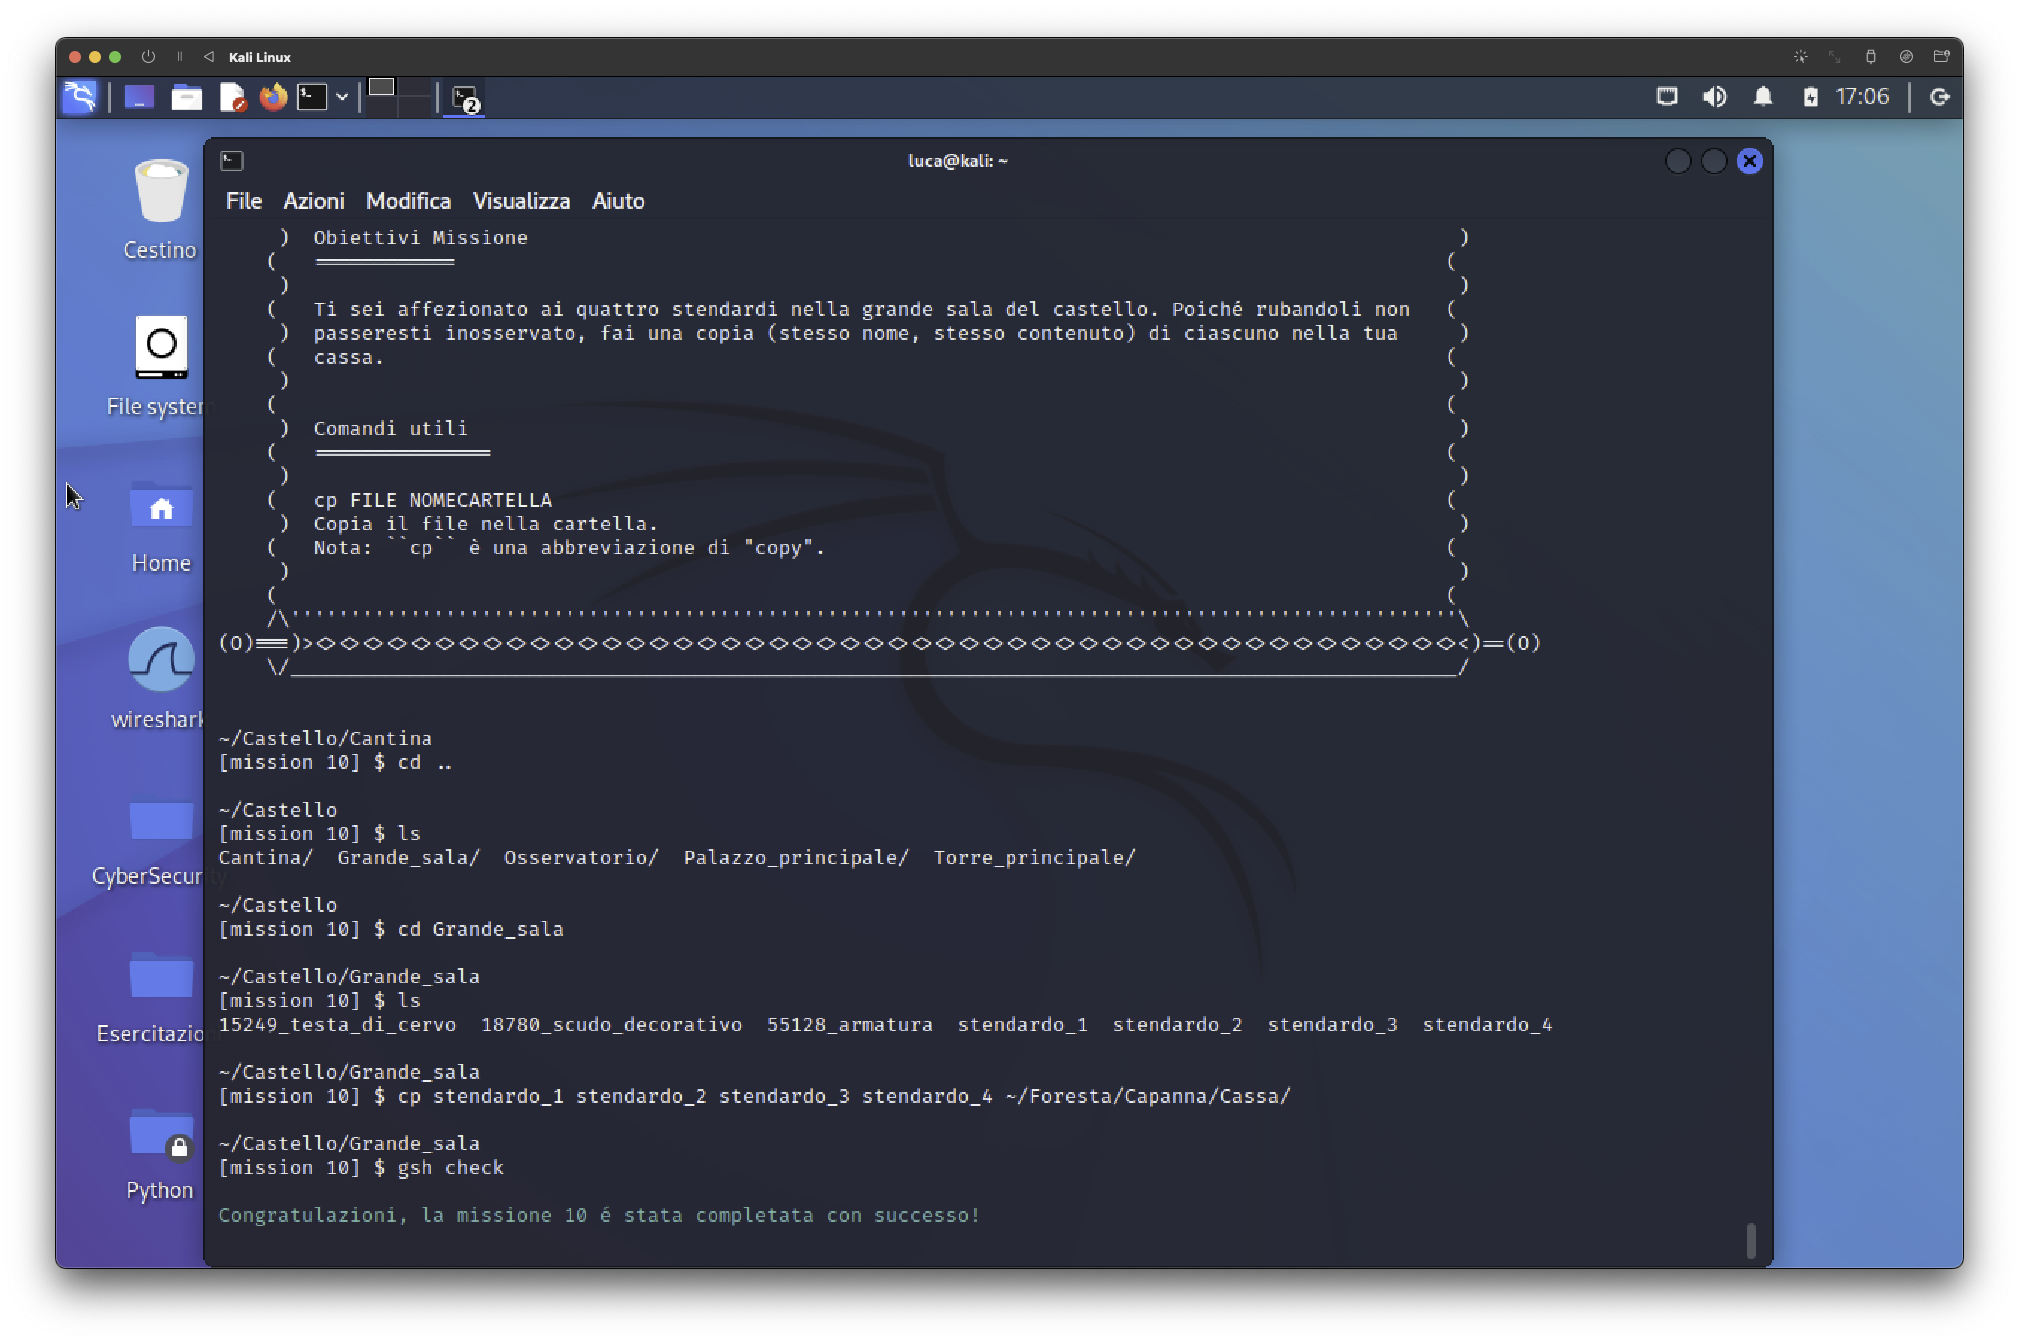 Kali Linux
17:06
luca@kali: ~
File Azioni Modifica Visualizza Aiuto
Cestino
File system
Home
wireshark
CyberSecurity
Esercitazio
Python
) Obiettivi Missione )
( ============ (
) )
( Ti sei affezionato ai quattro stendardi nella grande sala del castello. Poiché rubandoli non (
) passeresti inosservato, fai una copia (stesso nome, stesso contenuto) di ciascuno nella tua )
( cassa. (
) )
( (
) Comandi utili )
( =============== (
) )
( cp FILE NOMECARTELLA (
) Copia il file nella cartella. )
( Nota: ``cp`` è una abbreviazione di "copy". (
) )
( (
/\''''''''''''''''''''''''''''''''''''''''''''''''''''''''''''''''''''''''''''''''''''''''''''''''''\
(O)===)><><><><><><><><><><><><><><><><><><><><><><><><><><><><><><><><><><><><><><><><><><><><><><><><)==(O)
\/__________________________________________________________________________________________________/
~/Castello/Cantina
[mission 10] $ cd ..
~/Castello
[mission 10] $ ls
Cantina/ Grande_sala/ Osservatorio/ Palazzo_principale/ Torre_principale/
~/Castello
[mission 10] $ cd Grande_sala
~/Castello/Grande_sala
[mission 10] $ ls
15249_testa_di_cervo 18780_scudo_decorativo 55128_armatura stendardo_1 stendardo_2 stendardo_3 stendardo_4
~/Castello/Grande_sala
[mission 10] $ cp stendardo_1 stendardo_2 stendardo_3 stendardo_4 ~/Foresta/Capanna/Cassa/
~/Castello/Grande_sala
[mission 10] $ gsh check
Congratulazioni, la missione 10 é stata completata con successo!